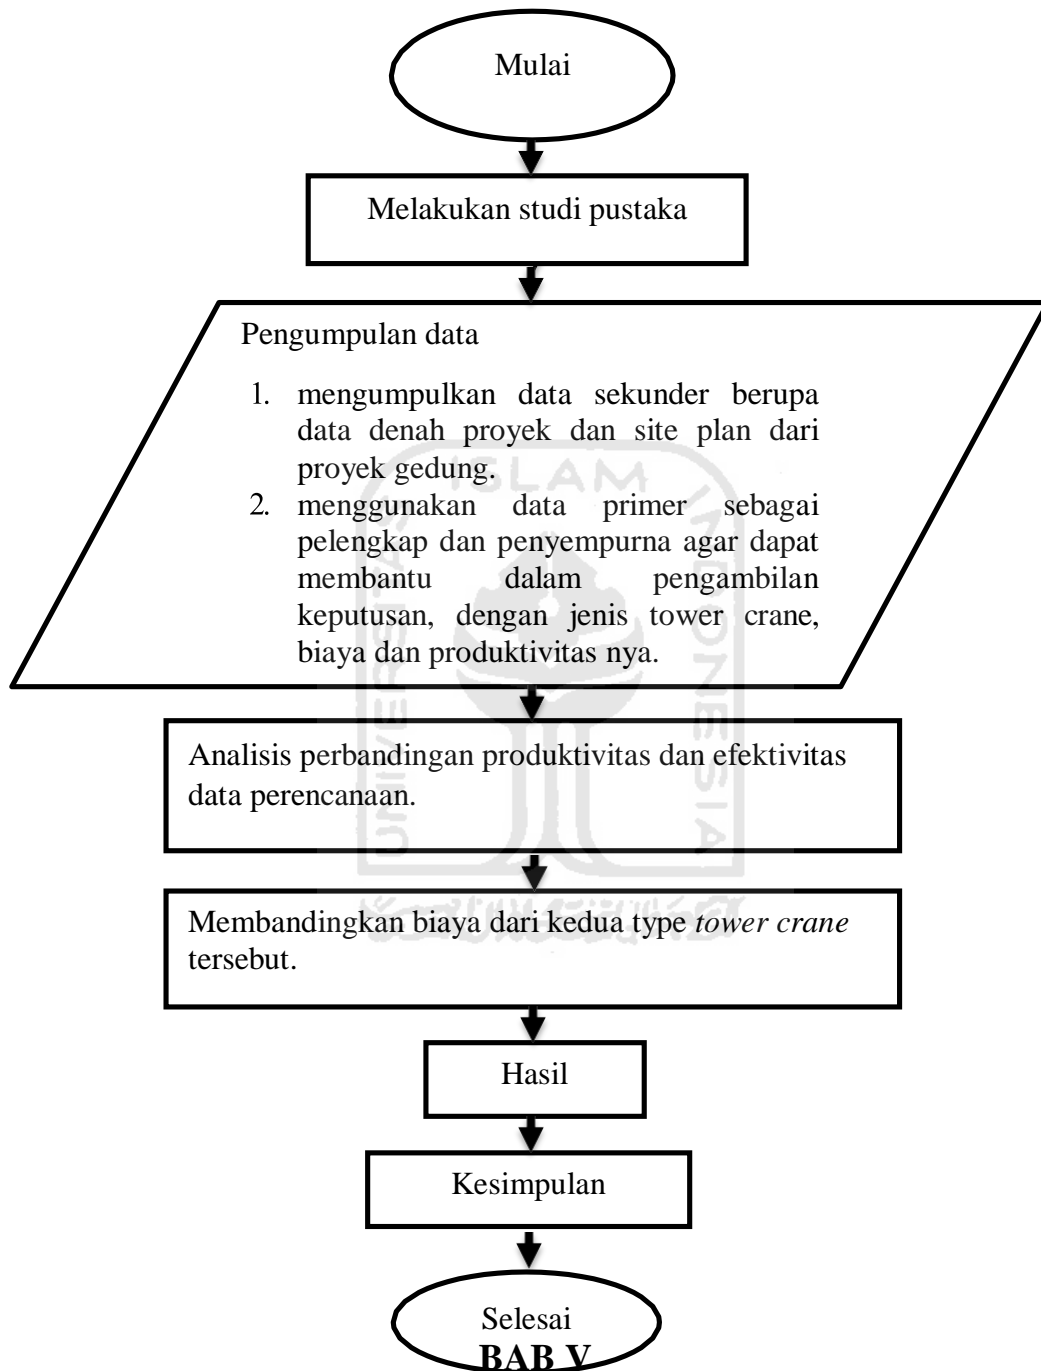 Mulai
Melakukan studi pustaka
Pengumpulan data
1. mengumpulkan data sekunder berupa
data denah proyek dan site plan dari
proyek gedung.
2. menggunakan data primer sebagai
pelengkap dan penyempurna agar dapat
membantu dalam pengambilan
keputusan, dengan jenis tower crane,
biaya dan produktivitas nya.
UNIVERSITAS
ISLAM
INDONESIA
Analisis perbandingan produktivitas dan efektivitas
data perencanaan.
Membandingkan biaya dari kedua type tower crane
tersebut.
Hasil
Kesimpulan
Selesai
BAB V